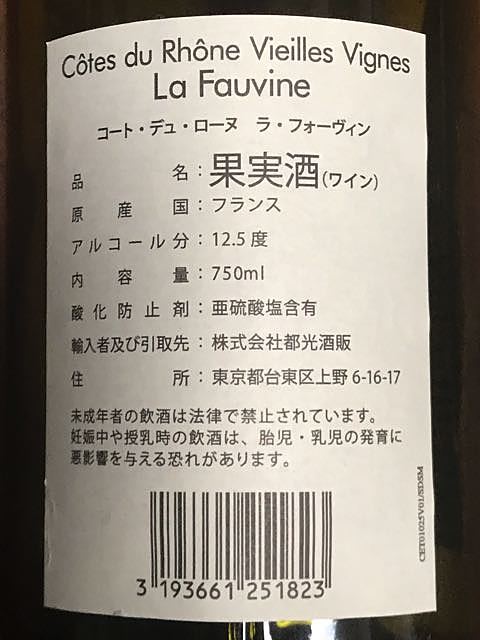 Côtes du Rhône Vieilles Vignes
La Fauvine
コート・デュ・ローヌ ラ・フォーヴィン
品名:果実酒(ワイン)
原産国:フランス
アルコール分:12.5度
内容量:750ml
酸化防止剤:亜硫酸塩含有
輸入者及び引取先:株式会社都光酒販
住所:東京都台東区上野6-16-17
未成年者の飲酒は法律で禁止されています。
妊娠中や授乳時の飲酒は、胎児・乳児の発育に
悪影響を与える恐れがあります。
CET01025V01/SDSM
3 193661 251823